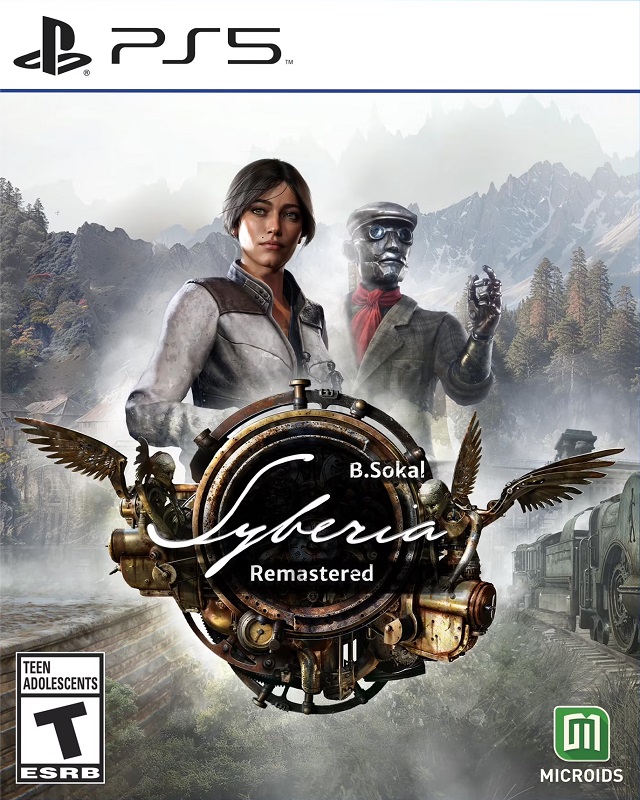 PS5
B.Sokal
Syberia
Remastered
TEEN
ADOLESCENTS
T
ESRB
MICROIDS